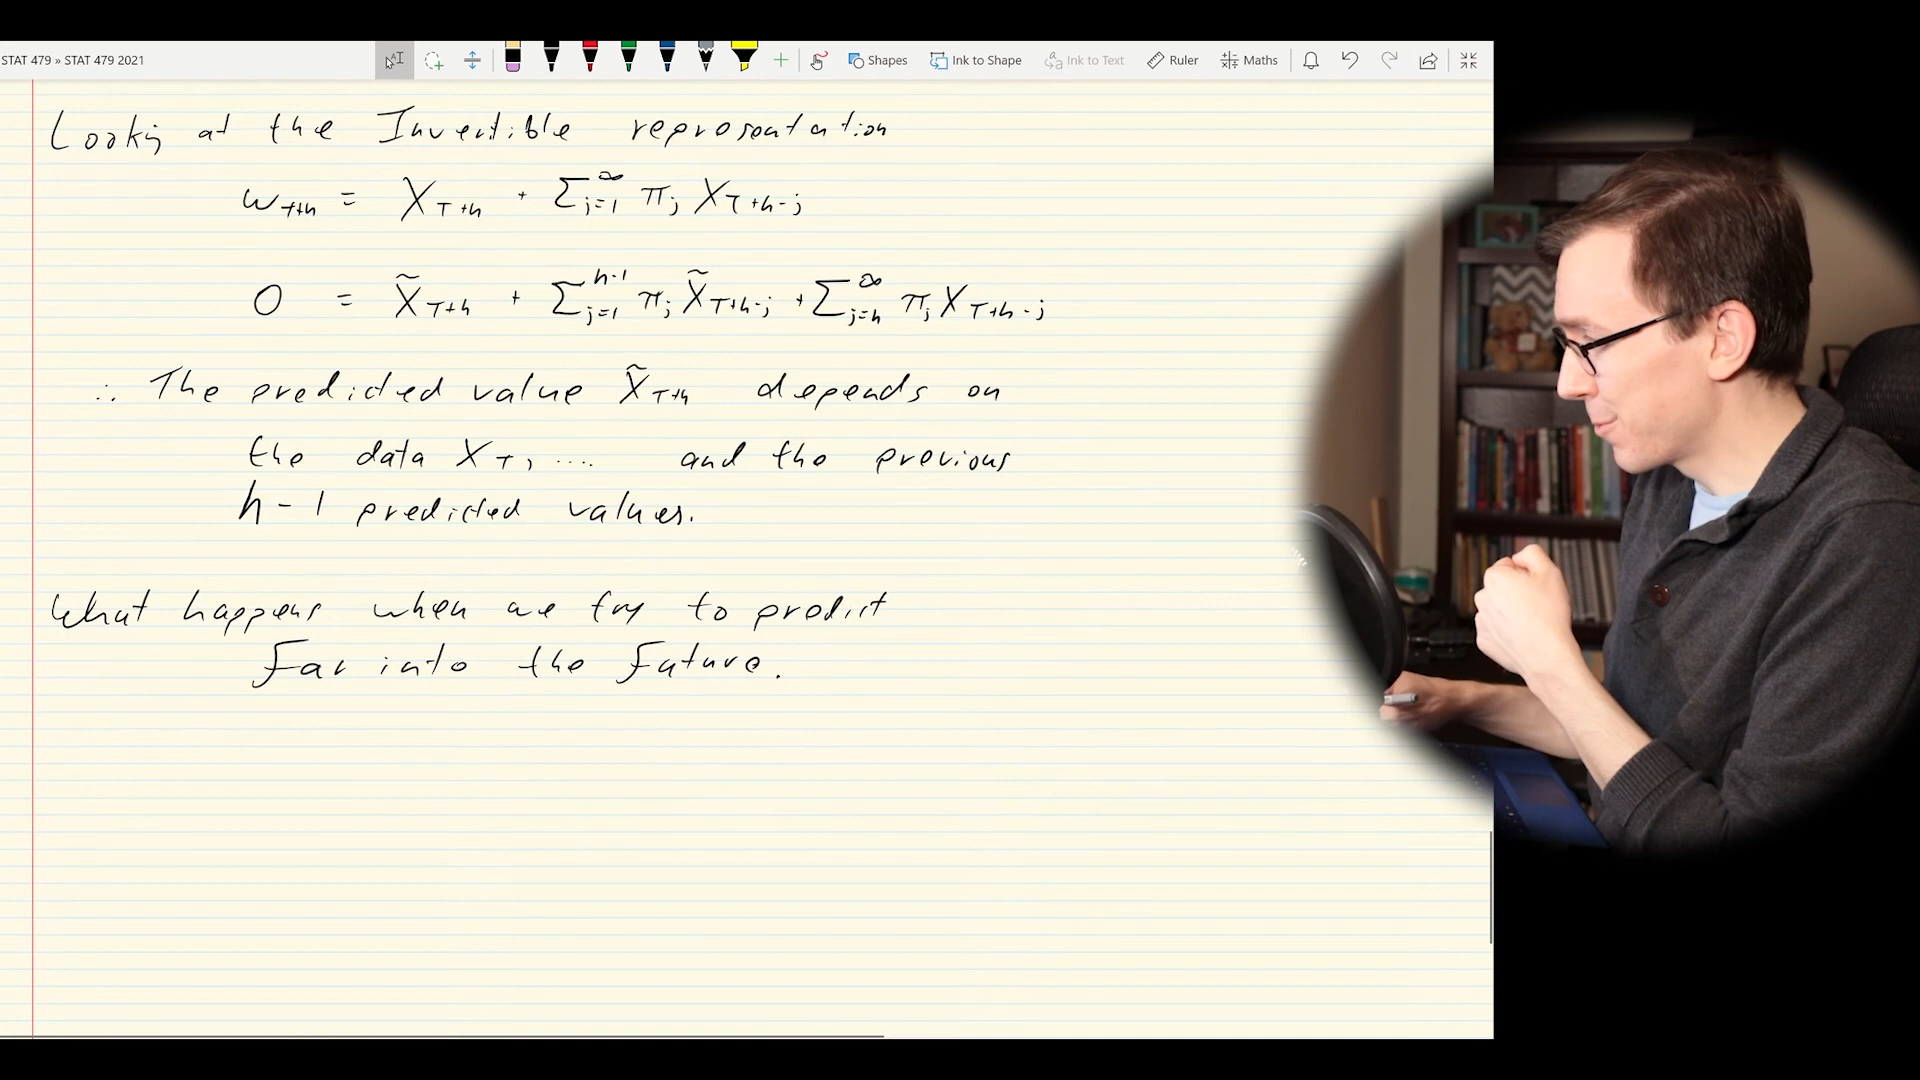 STAT 479 » STAT 479 2021
Shapes
Ink to Shape
Ink to Text
Ruler
Maths
Looking at the Invertible representation
w_{T+h} = X_{T+h} + Σ_{j=1}^{∞} π_j X_{T+h-j}
0 = X̃_{T+h} + Σ_{j=1}^{h-1} π_j X̃_{T+h-j} + Σ_{j=h}^{∞} π_j X_{T+h-j}
∴ The predicted value X̃_{T+h} depends on
the data X_T, .... and the previous
h-1 predicted values.
What happens when we try to predict
Far into the Future.